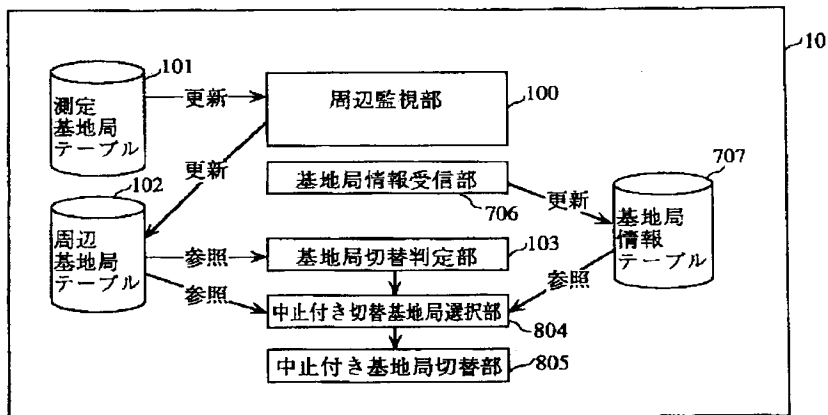 10
101
測定
基地局
テーブル
更新
周辺監視部
100
更新
102
周辺
基地局
テーブル
基地局情報受信部
706
更新
707
基地局
情報
テーブル
参照
基地局切替判定部
103
参照
参照
中止付き切替基地局選択部
804
中止付き基地局切替部
805